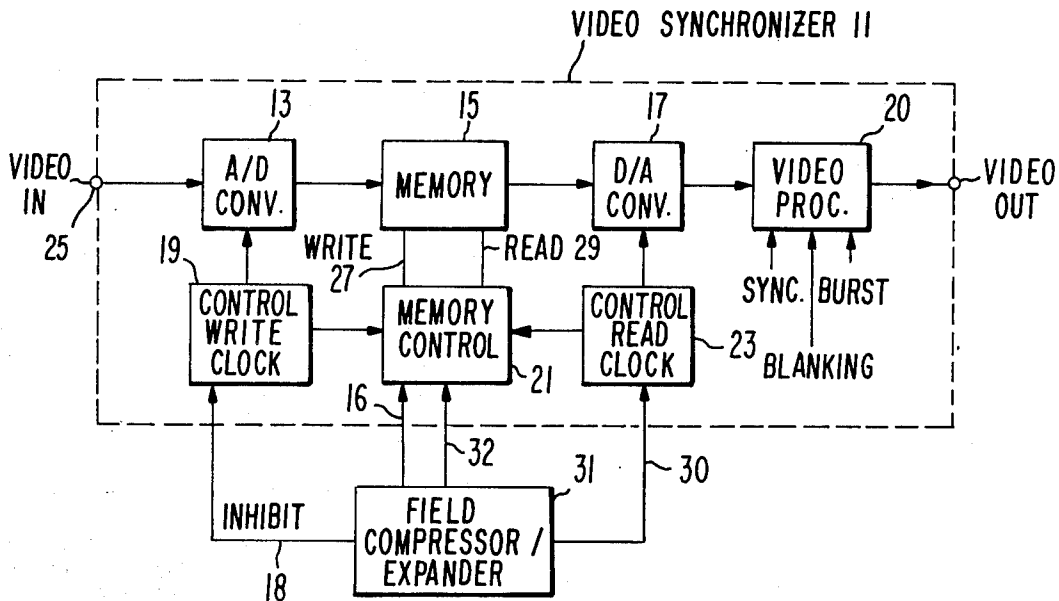 VIDEO SYNCHRONIZER 11
13
15
17
20
VIDEO
IN
25
A/D
CONV.
MEMORY
D/A
CONV.
VIDEO
PROC.
VIDEO
OUT
WRITE
27
READ 29
19
CONTROL
WRITE
CLOCK
MEMORY
CONTROL
21
CONTROL
READ
CLOCK
23
SYNC. BURST
BLANKING
16
32
30
31
INHIBIT
18
FIELD
COMPRESSOR /
EXPANDER